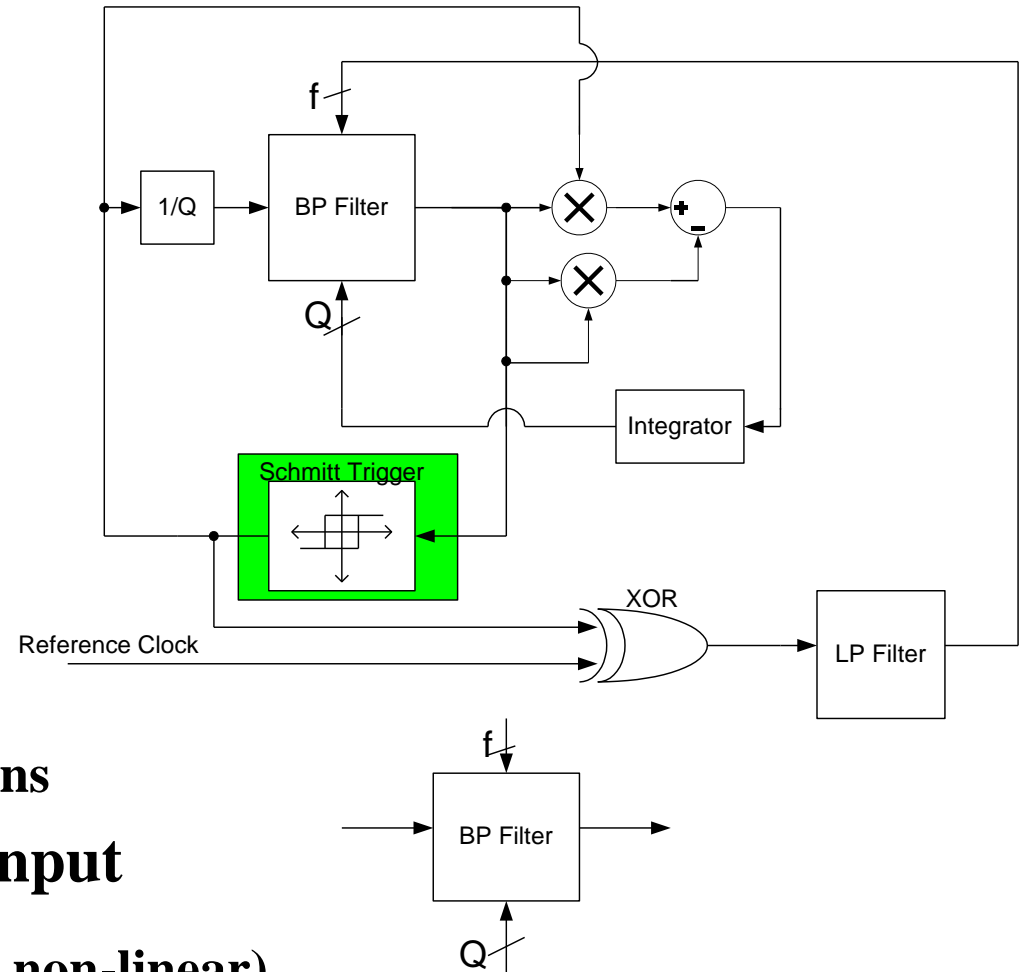 f
1/Q
BP Filter
Q
Integrator
Schmitt Trigger
XOR
Reference Clock
LP Filter
f
ns
BP Filter
nput
Q
non-linear)